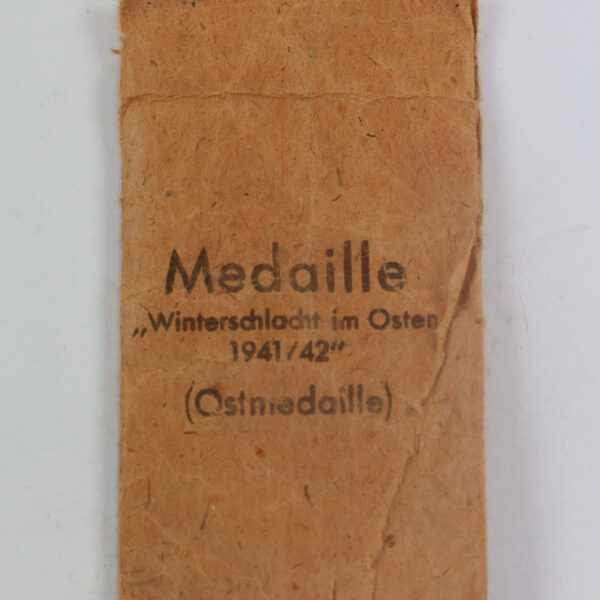 Medaille
„Winterschlacht im Osten
1941/42“
(Ostmedaille)